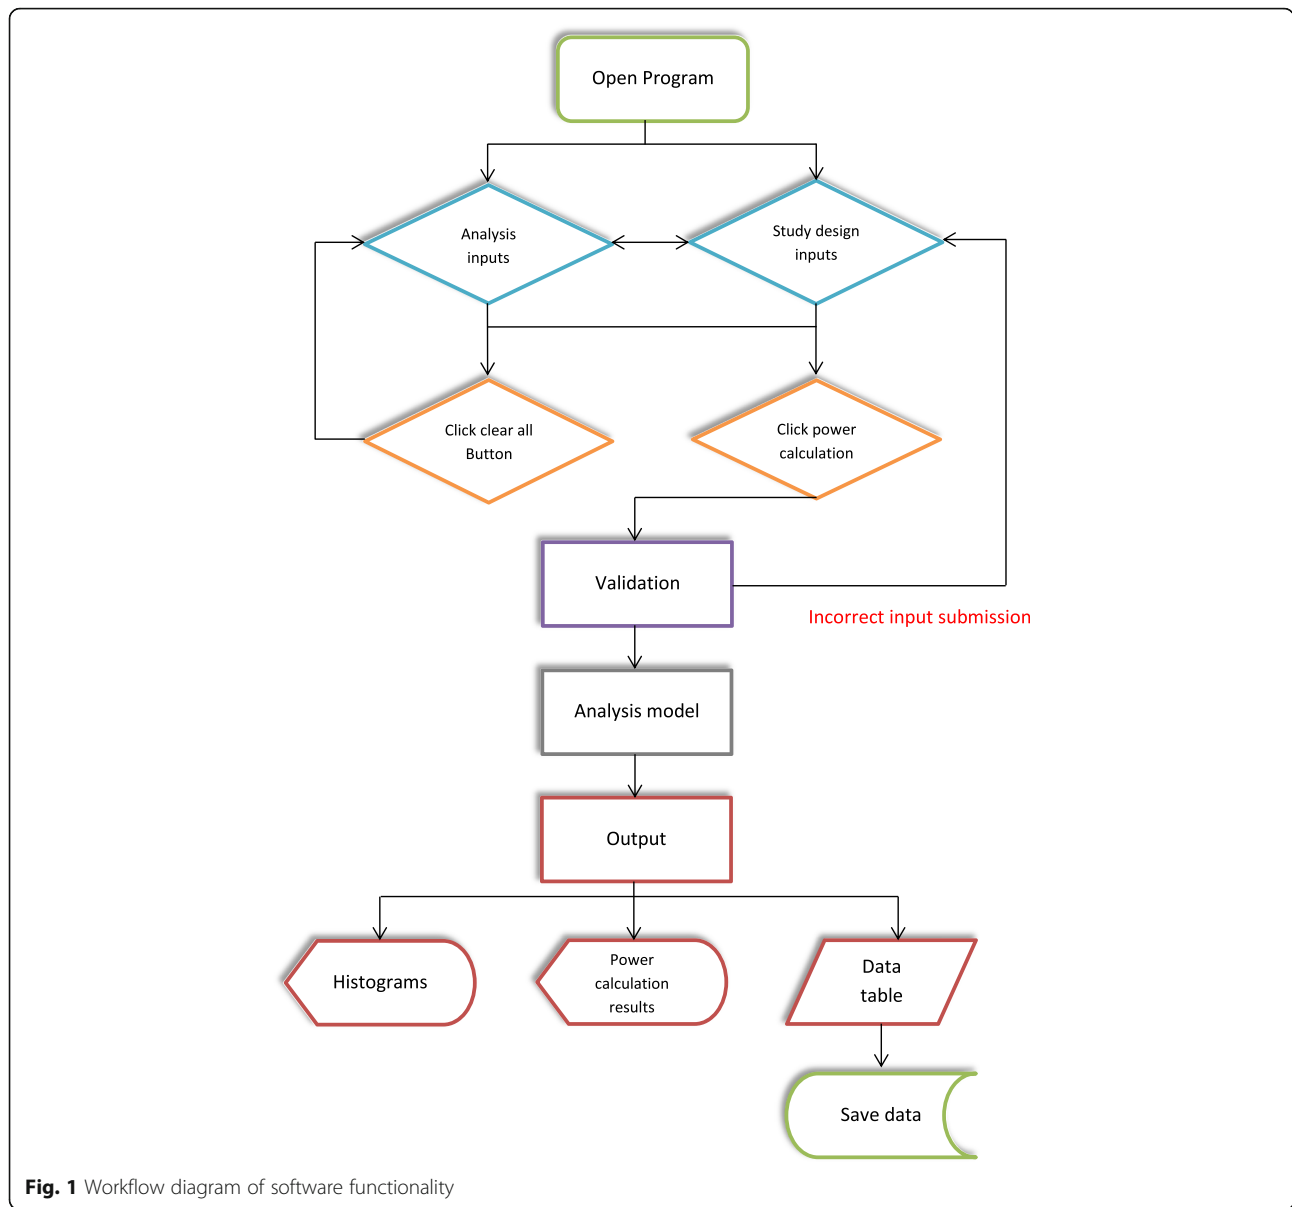 Open Program
Analysis
inputs
Study design
inputs
Click clear all
Button
Click power
calculation
Validation
Incorrect input submission
Analysis model
Output
Histograms
Power
calculation
results
Data
table
Save data
Fig. 1 Workflow diagram of software functionality